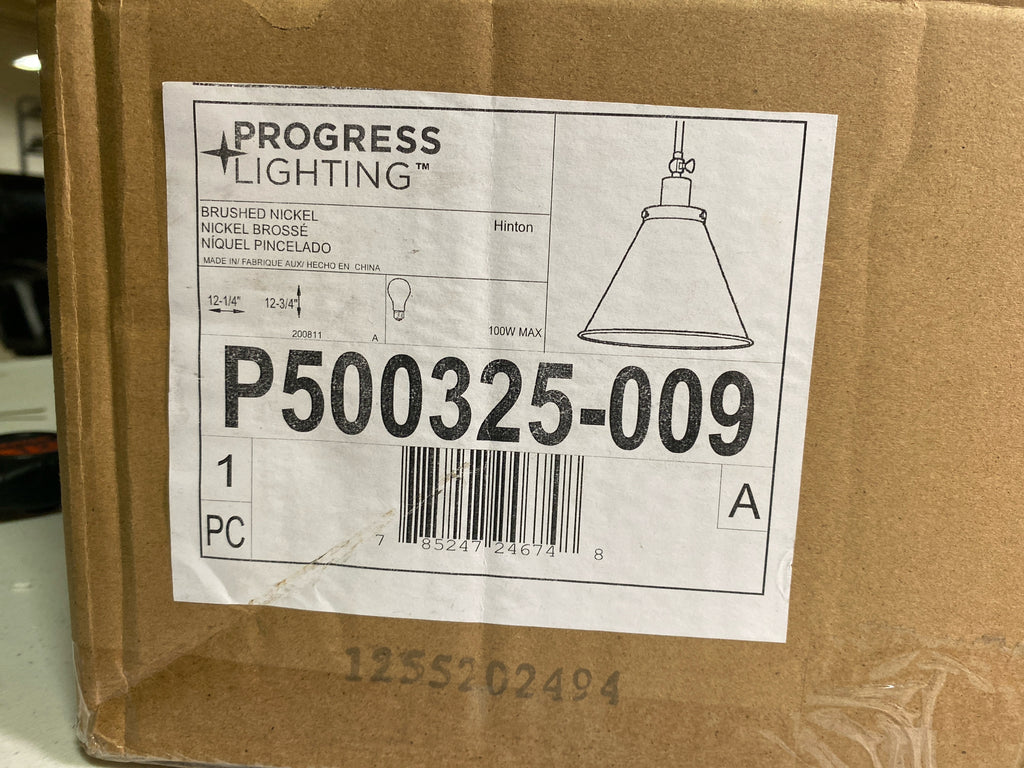 PROGRESS
LIGHTING™
BRUSHED NICKEL
NICKEL BROSSÉ
NÍQUEL PINCELADO
Hinton
MADE IN/ FABRIQUE AUX/ HECHO EN CHINA
12-1/4"
12-3/4"
200811
A
100W MAX
P500325-009
1
PC
A
7 85247 24674 8
1255202494